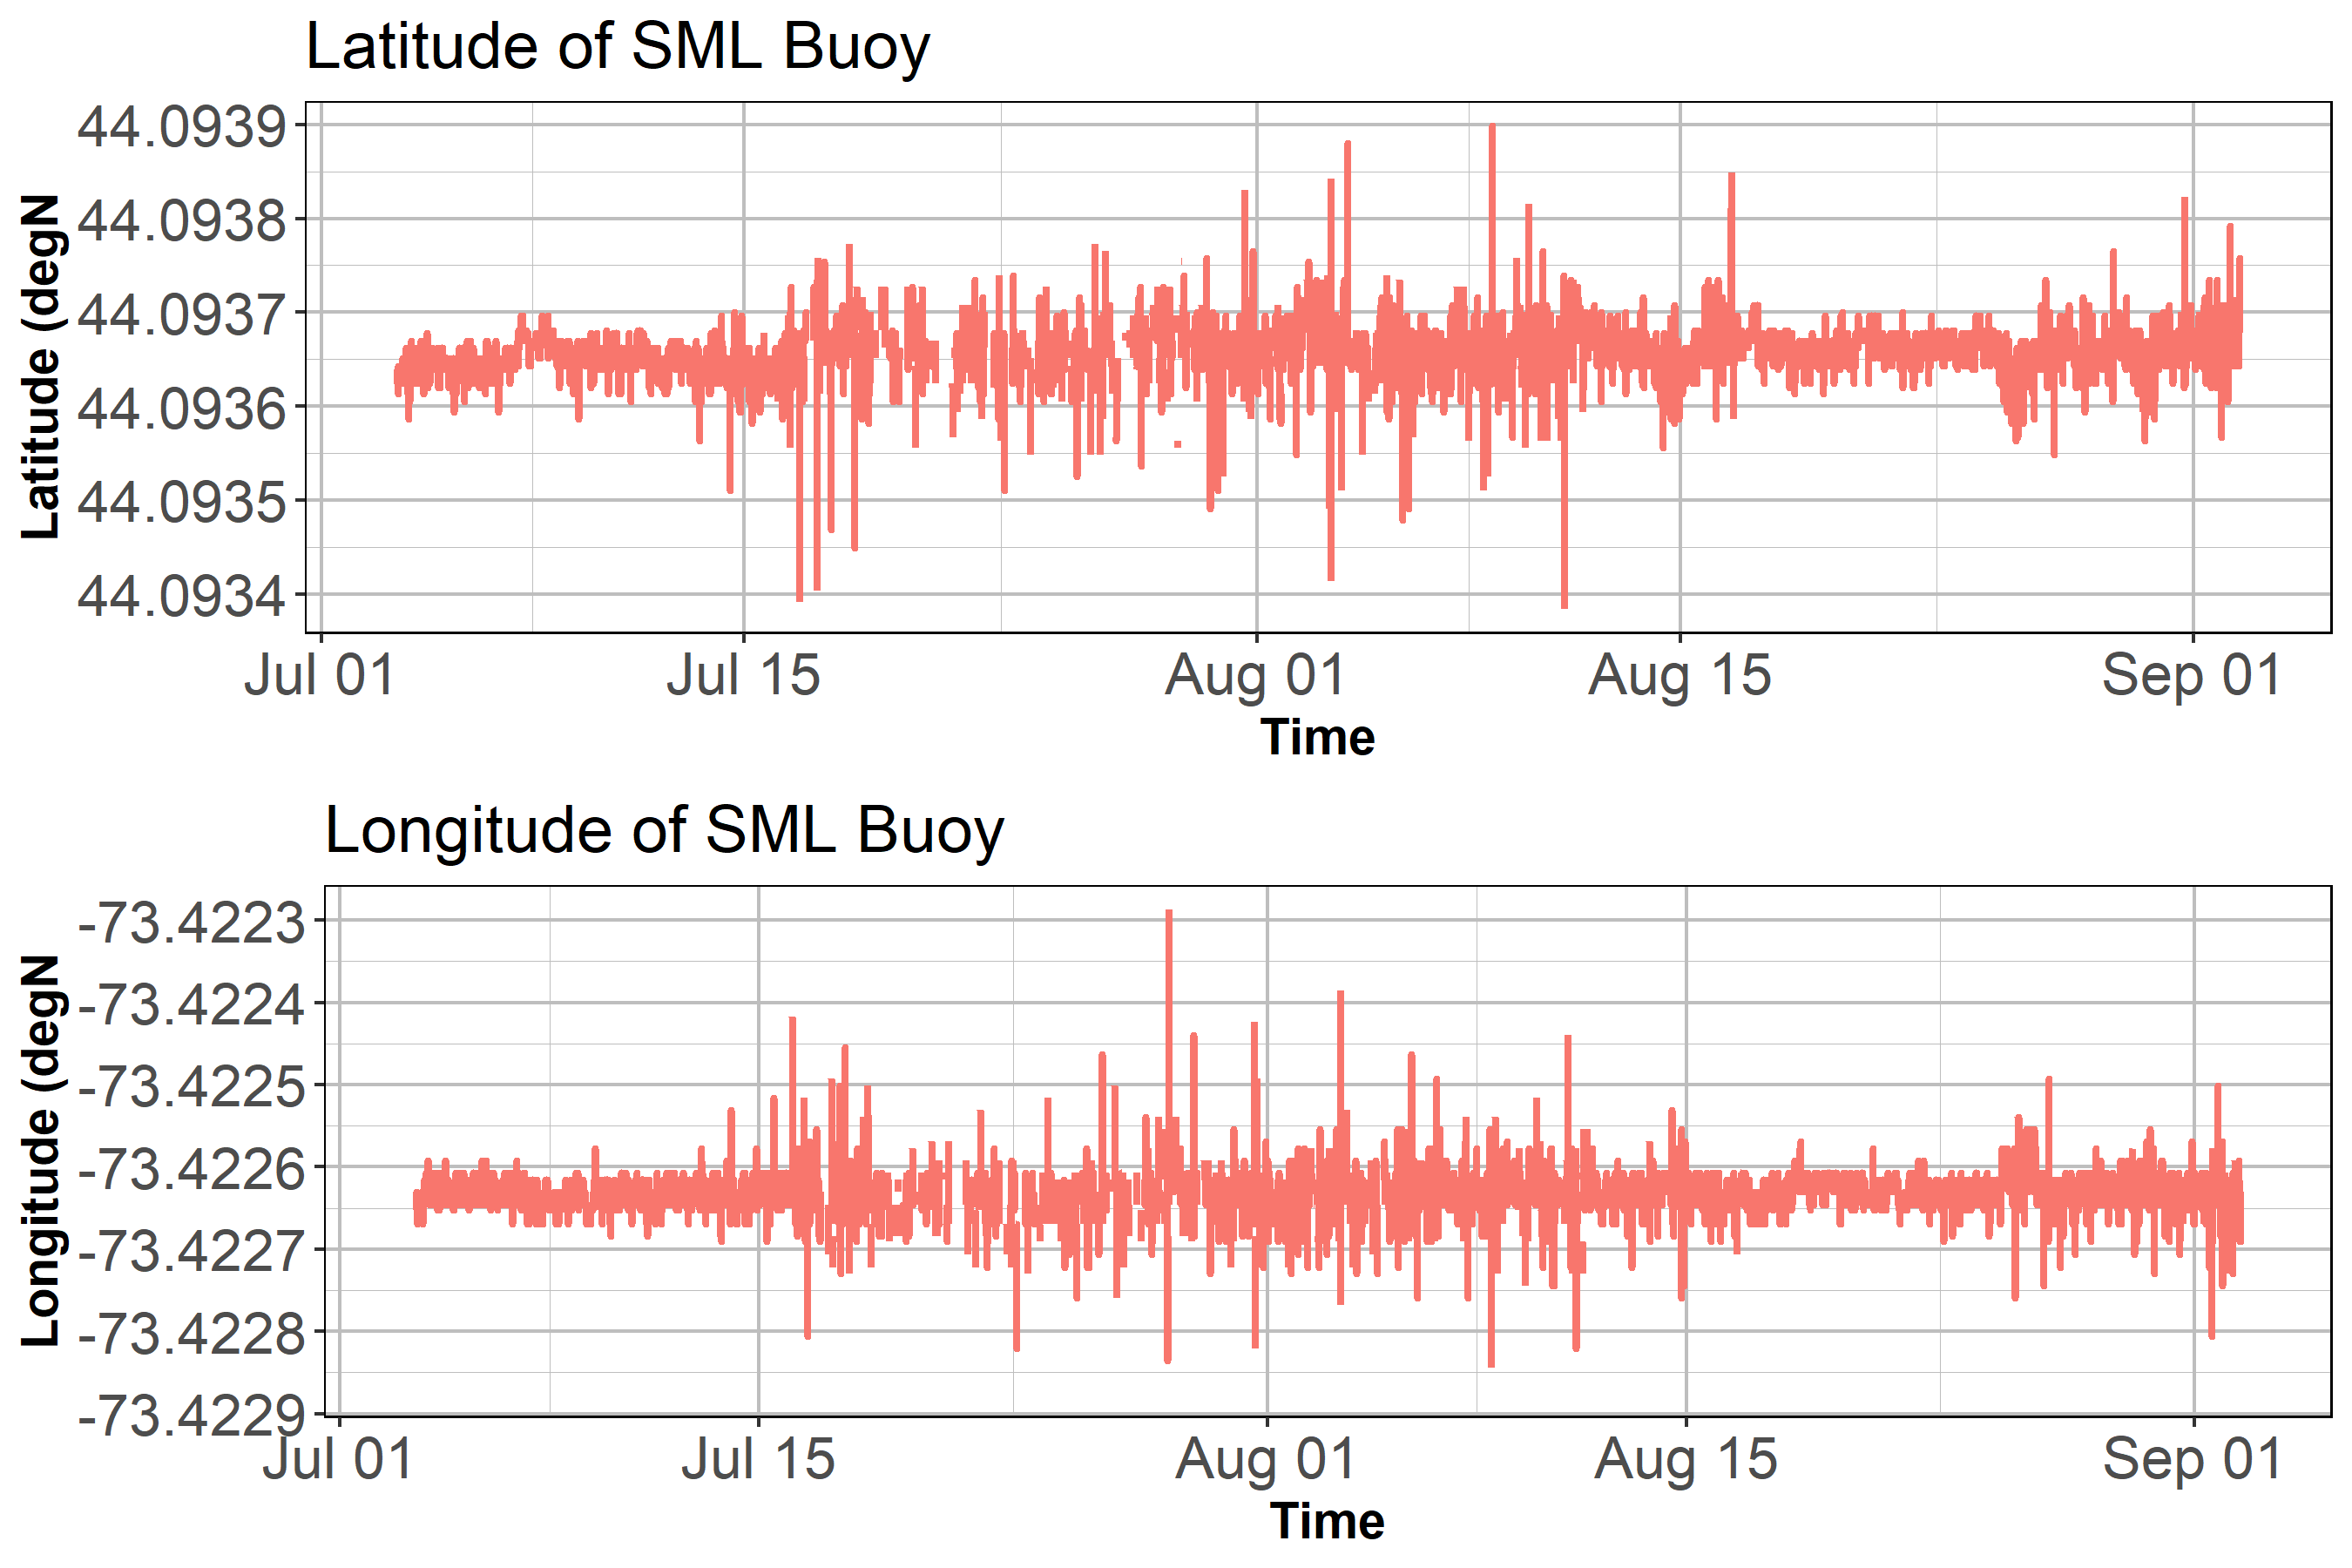 Latitude of SML Buoy
44.0939
44.0938
44.0937
44.0936
44.0935
44.0934
Latitude (degN
Jul 01 Jul 15 Aug 01 Aug 15 Sep 01
Time
Longitude of SML Buoy
-73.4223
-73.4224
-73.4225
-73.4226
-73.4227
-73.4228
-73.4229
Longitude (degN
Jul 01 Jul 15 Aug 01 Aug 15 Sep 01
Time